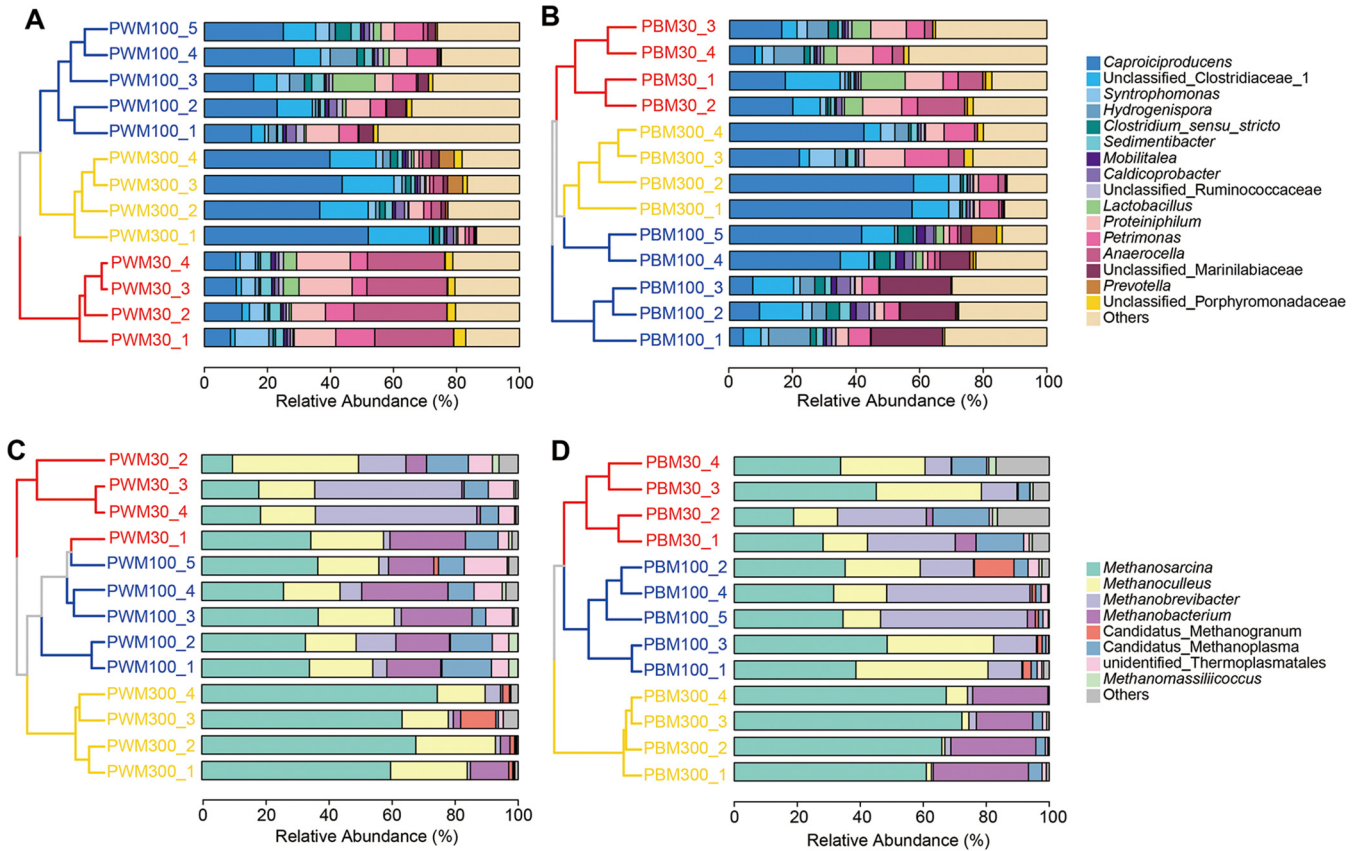 A
PWM100_5
PWM100_4
PWM100_3
PWM100_2
PWM100_1
PWM300_4
PWM300_3
PWM300_2
PWM300_1
PWM30_4
PWM30_3
PWM30_2
PWM30_1
0 20 40 60 80 100
Relative Abundance (%)
B
PBM30_3
PBM30_4
PBM30_1
PBM30_2
PBM300_4
PBM300_3
PBM300_2
PBM300_1
PBM100_5
PBM100_4
PBM100_3
PBM100_2
PBM100_1
0 20 40 60 80 100
Relative Abundance (%)
Caproiciproducens
Unclassified_Clostridiaceae_1
Syntrophomonas
Hydrogenispora
Clostridium_sensu_stricto
Sedimentibacter
Mobilitalea
Caldicoprobacter
Unclassified_Ruminococcaceae
Lactobacillus
Proteiniphilum
Petrimonas
Anaerocella
Unclassified_Marinilabiaceae
Prevotella
Unclassified_Porphyromonadaceae
Others
C
PWM30_2
PWM30_3
PWM30_4
PWM30_1
PWM100_5
PWM100_4
PWM100_3
PWM100_2
PWM100_1
PWM300_4
PWM300_3
PWM300_2
PWM300_1
0 20 40 60 80 100
Relative Abundance (%)
D
PBM30_4
PBM30_3
PBM30_2
PBM30_1
PBM100_2
PBM100_4
PBM100_5
PBM100_3
PBM100_1
PBM300_4
PBM300_3
PBM300_2
PBM300_1
0 20 40 60 80 100
Relative Abundance (%)
Methanosarcina
Methanoculleus
Methanobrevibacter
Methanobacterium
Candidatus_Methanogranum
Candidatus_Methanoplasma
unidentified_Thermoplasmatales
Methanomassiliicoccus
Others